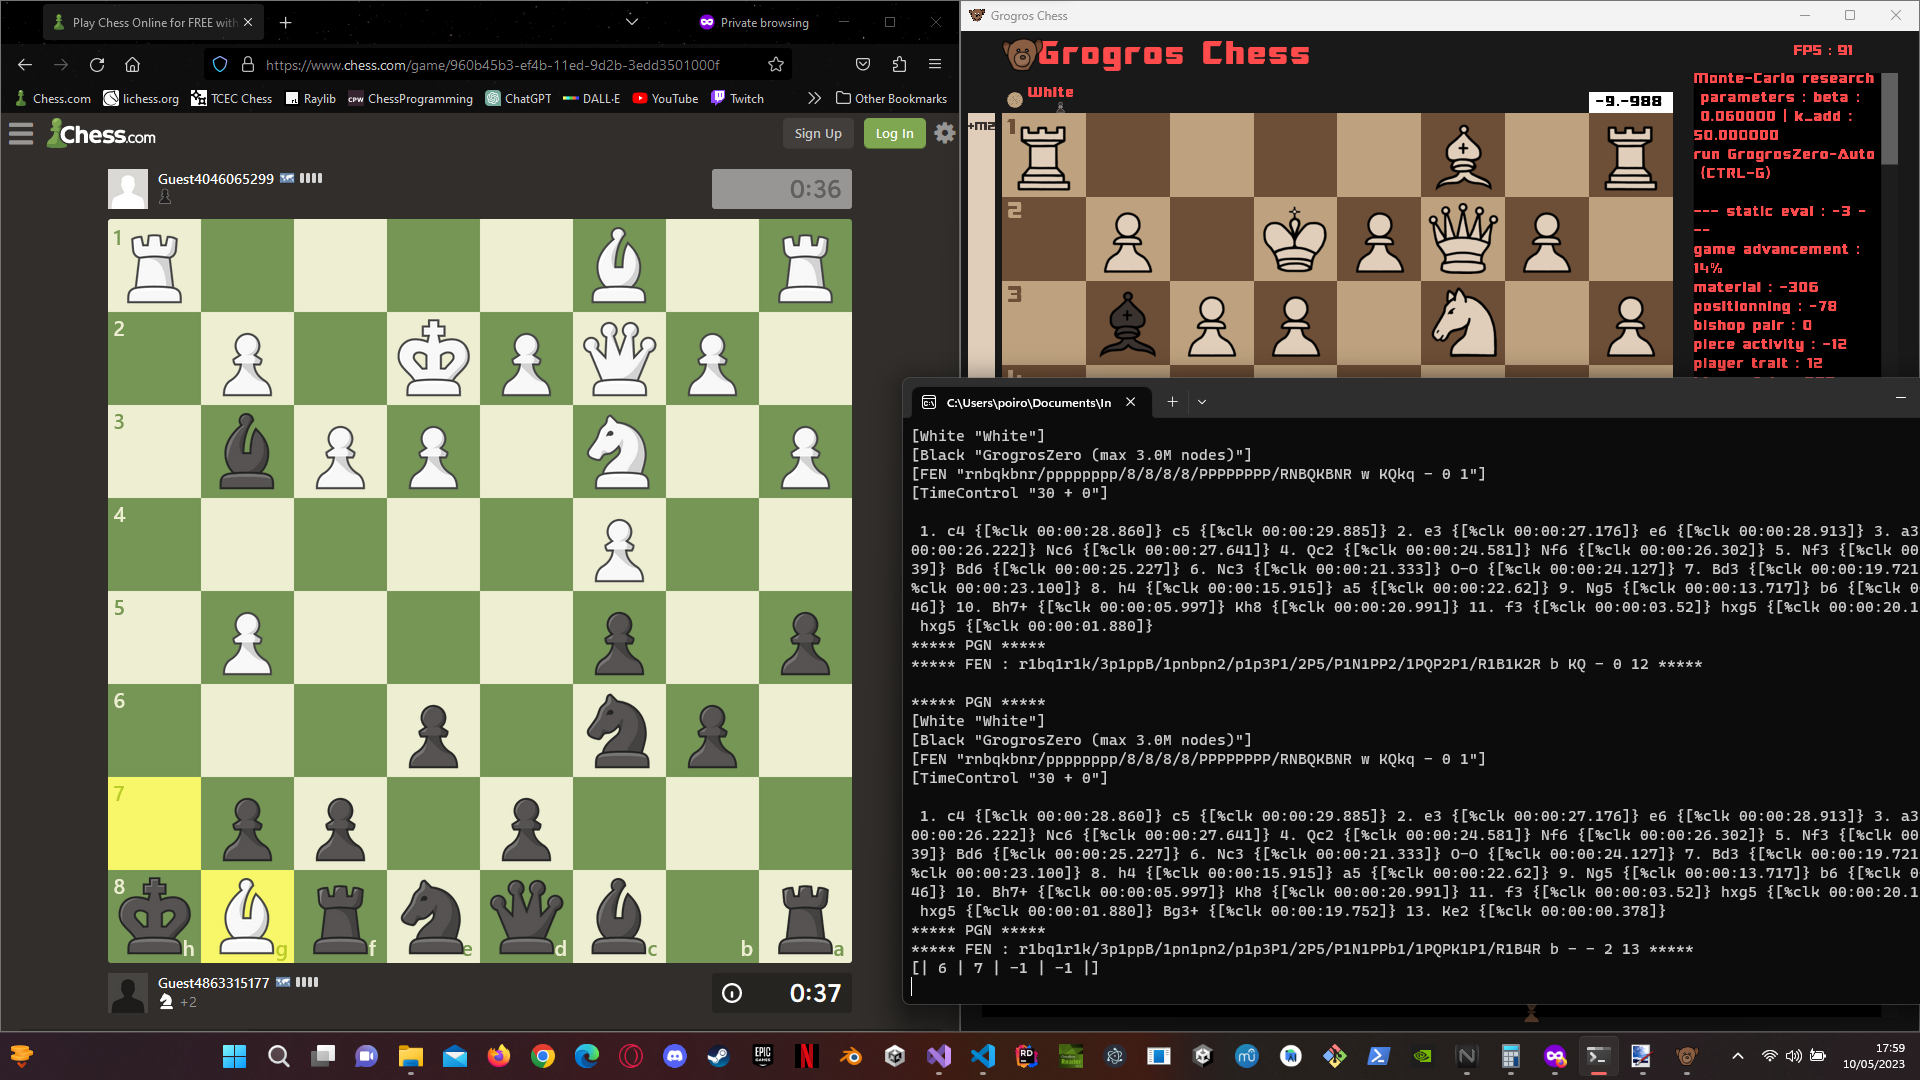 Play Chess Online for FREE with
Private browsing
https://www.chess.com/game/960b45b3-ef4b-11ed-9d2b-3edd3501000f
Chess.com
lichess.org
TCEC Chess
Raylib
CPW ChessProgramming
ChatGPT
DALL·E
YouTube
Twitch
Other Bookmarks
Chess.com
Sign Up
Log In
Guest4046065299
0:36
1
2
3
4
5
6
7
8
h
g
f
e
d
c
b
a
Guest4863315177
+2
0:37
Grogros Chess
Grogros Chess
FPS : 91
White
-9.-988
+M2
1
2
3
Monte-Carlo research
parameters : beta :
0.060000 | k_add :
50.000000
run GrogrosZero-Auto
(CTRL-G)
--- static eval : -3 -
--
game advancement :
14%
material : -306
positionning : -78
bishop pair : 0
piece activity : -12
player trait : 12
C:\Users\poiro\Documents\In
[White "White"]
[Black "GrogrosZero (max 3.0M nodes)"]
[FEN "rnbqkbnr/pppppppp/8/8/8/8/PPPPPPPP/RNBQKBNR w KQkq - 0 1"]
[TimeControl "30 + 0"]
1. c4 {[%clk 00:00:28.860]} c5 {[%clk 00:00:29.885]} 2. e3 {[%clk 00:00:27.176]} e6 {[%clk 00:00:28.913]} 3. a3
00:00:26.222]} Nc6 {[%clk 00:00:27.641]} 4. Qc2 {[%clk 00:00:24.581]} Nf6 {[%clk 00:00:26.302]} 5. Nf3 {[%clk 00:00
39]} Bd6 {[%clk 00:00:25.227]} 6. Nc3 {[%clk 00:00:21.333]} O-O {[%clk 00:00:24.127]} 7. Bd3 {[%clk 00:00:19.721
%clk 00:00:23.100]} 8. h4 {[%clk 00:00:15.915]} a5 {[%clk 00:00:22.62]} 9. Ng5 {[%clk 00:00:13.717]} b6 {[%clk 00:0
46]} 10. Bh7+ {[%clk 00:00:05.997]} Kh8 {[%clk 00:00:20.991]} 11. f3 {[%clk 00:00:03.52]} hxg5 {[%clk 00:00:20.1
hxg5 {[%clk 00:00:01.880]}
***** PGN *****
***** FEN : r1bq1r1k/3p1ppB/1pnbpn2/p1p3P1/2P5/P1N1PP2/1PQP2P1/R1B1K2R b KQ - 0 12 *****
***** PGN *****
[White "White"]
[Black "GrogrosZero (max 3.0M nodes)"]
[FEN "rnbqkbnr/pppppppp/8/8/8/8/PPPPPPPP/RNBQKBNR w KQkq - 0 1"]
[TimeControl "30 + 0"]
1. c4 {[%clk 00:00:28.860]} c5 {[%clk 00:00:29.885]} 2. e3 {[%clk 00:00:27.176]} e6 {[%clk 00:00:28.913]} 3. a3
00:00:26.222]} Nc6 {[%clk 00:00:27.641]} 4. Qc2 {[%clk 00:00:24.581]} Nf6 {[%clk 00:00:26.302]} 5. Nf3 {[%clk 00:00
39]} Bd6 {[%clk 00:00:25.227]} 6. Nc3 {[%clk 00:00:21.333]} O-O {[%clk 00:00:24.127]} 7. Bd3 {[%clk 00:00:19.721
%clk 00:00:23.100]} 8. h4 {[%clk 00:00:15.915]} a5 {[%clk 00:00:22.62]} 9. Ng5 {[%clk 00:00:13.717]} b6 {[%clk 00:0
46]} 10. Bh7+ {[%clk 00:00:05.997]} Kh8 {[%clk 00:00:20.991]} 11. f3 {[%clk 00:00:03.52]} hxg5 {[%clk 00:00:20.1
hxg5 {[%clk 00:00:01.880]} Bg3+ {[%clk 00:00:19.752]} 13. Ke2 {[%clk 00:00:00.378]}
***** PGN *****
***** FEN : r1bq1r1k/3p1ppB/1pn1pn2/p1p3P1/2P5/P1N1PPb1/1PQPK1P1/R1B4R b - - 2 13 *****
[| 6 | 7 | -1 | -1 |]
17:59
10/05/2023